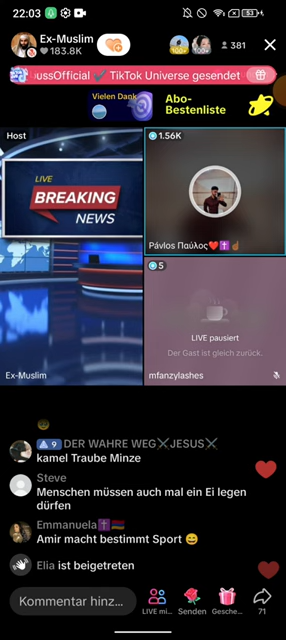 22:03
53
Ex-Muslim
183.8K
100+
100+
381
ussOfficial ✔ TikTok Universe gesendet
Vielen Dank
Abo-
Bestenliste
Host
LIVE
BREAKING
NEWS
Ex-Muslim
1.56K
Pávlos Παύλος❤️✝️☝🏾
5
LIVE pausiert
Der Gast ist gleich zurück.
mfanzylashes
9 DER WAHRE WEG⚔JESUS⚔
kamel Traube Minze
Steve
Menschen müssen auch mal ein Ei legen
dürfen
Emmanuela✝️🇦🇲
Amir macht bestimmt Sport 😄
Elia ist beigetreten
Kommentar hinz...
LIVE mi...
Senden
Gesche...
71